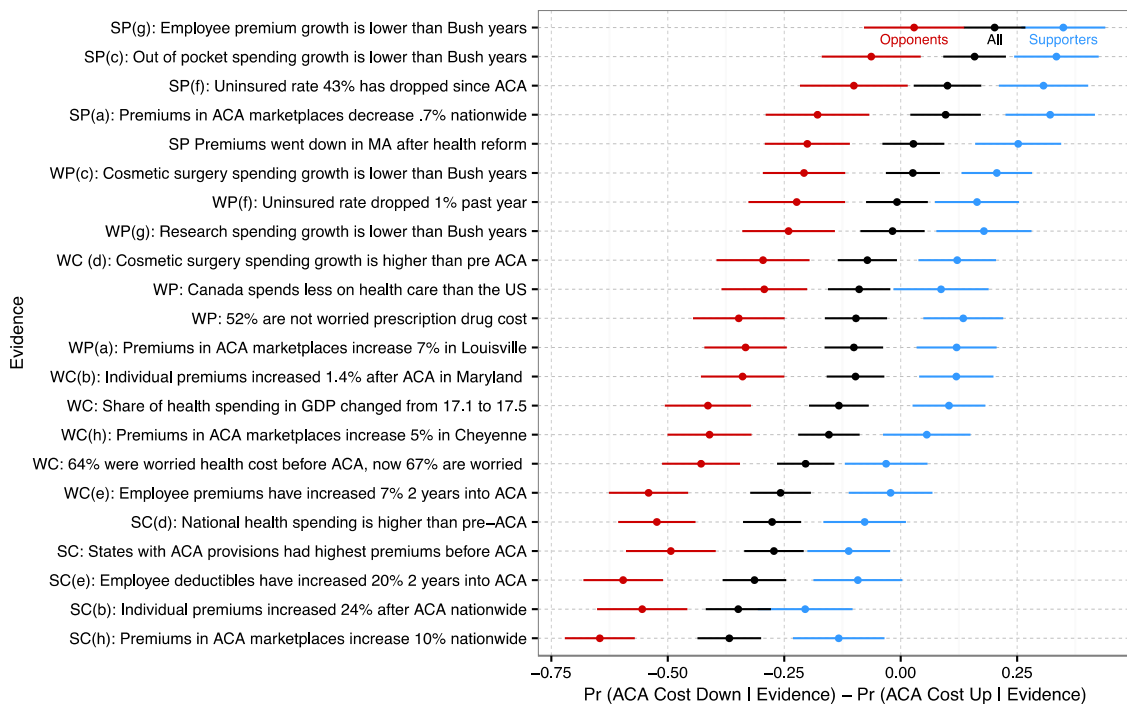 SP(g): Employee premium growth is lower than Bush years
Opponents All Supporters
SP(c): Out of pocket spending growth is lower than Bush years
SP(f): Uninsured rate 43% has dropped since ACA
SP(a): Premiums in ACA marketplaces decrease .7% nationwide
SP Premiums went down in MA after health reform
WP(c): Cosmetic surgery spending growth is lower than Bush years
WP(f): Uninsured rate dropped 1% past year
WP(g): Research spending growth is lower than Bush years
WC (d): Cosmetic surgery spending growth is higher than pre ACA
WP: Canada spends less on health care than the US
WP: 52% are not worried prescription drug cost
WP(a): Premiums in ACA marketplaces increase 7% in Louisville
WC(b): Individual premiums increased 1.4% after ACA in Maryland
WC: Share of health spending in GDP changed from 17.1 to 17.5
WC(h): Premiums in ACA marketplaces increase 5% in Cheyenne
WC: 64% were worried health cost before ACA, now 67% are worried
WC(e): Employee premiums have increased 7% 2 years into ACA
SC(d): National health spending is higher than pre−ACA
SC: States with ACA provisions had highest premiums before ACA
SC(e): Employee deductibles have increased 20% 2 years into ACA
SC(b): Individual premiums increased 24% after ACA nationwide
SC(h): Premiums in ACA marketplaces increase 10% nationwide
Evidence
−0.75 −0.50 −0.25 0.00 0.25
Pr (ACA Cost Down | Evidence) − Pr (ACA Cost Up | Evidence)